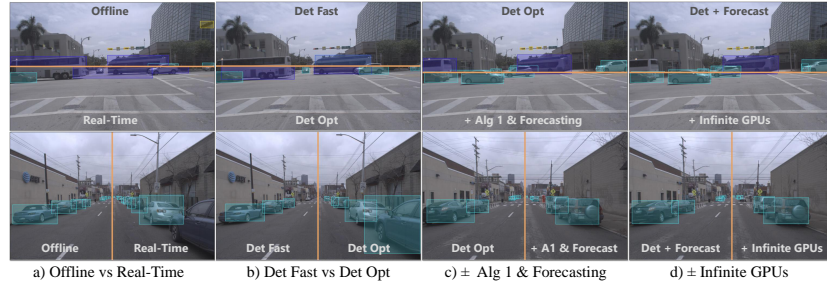 Offline
Det Fast
Det Opt
Det + Forecast
Real-Time
Det Opt
+ Alg 1 & Forecasting
+ Infinite GPUs
Offline
Real-Time
Det Fast
Det Opt
Det Opt
+ A1 & Forecast
Det + Forecast
+ Infinite GPUs
a) Offline vs Real-Time
b) Det Fast vs Det Opt
c) ± Alg 1 & Forecasting
d) ± Infinite GPUs